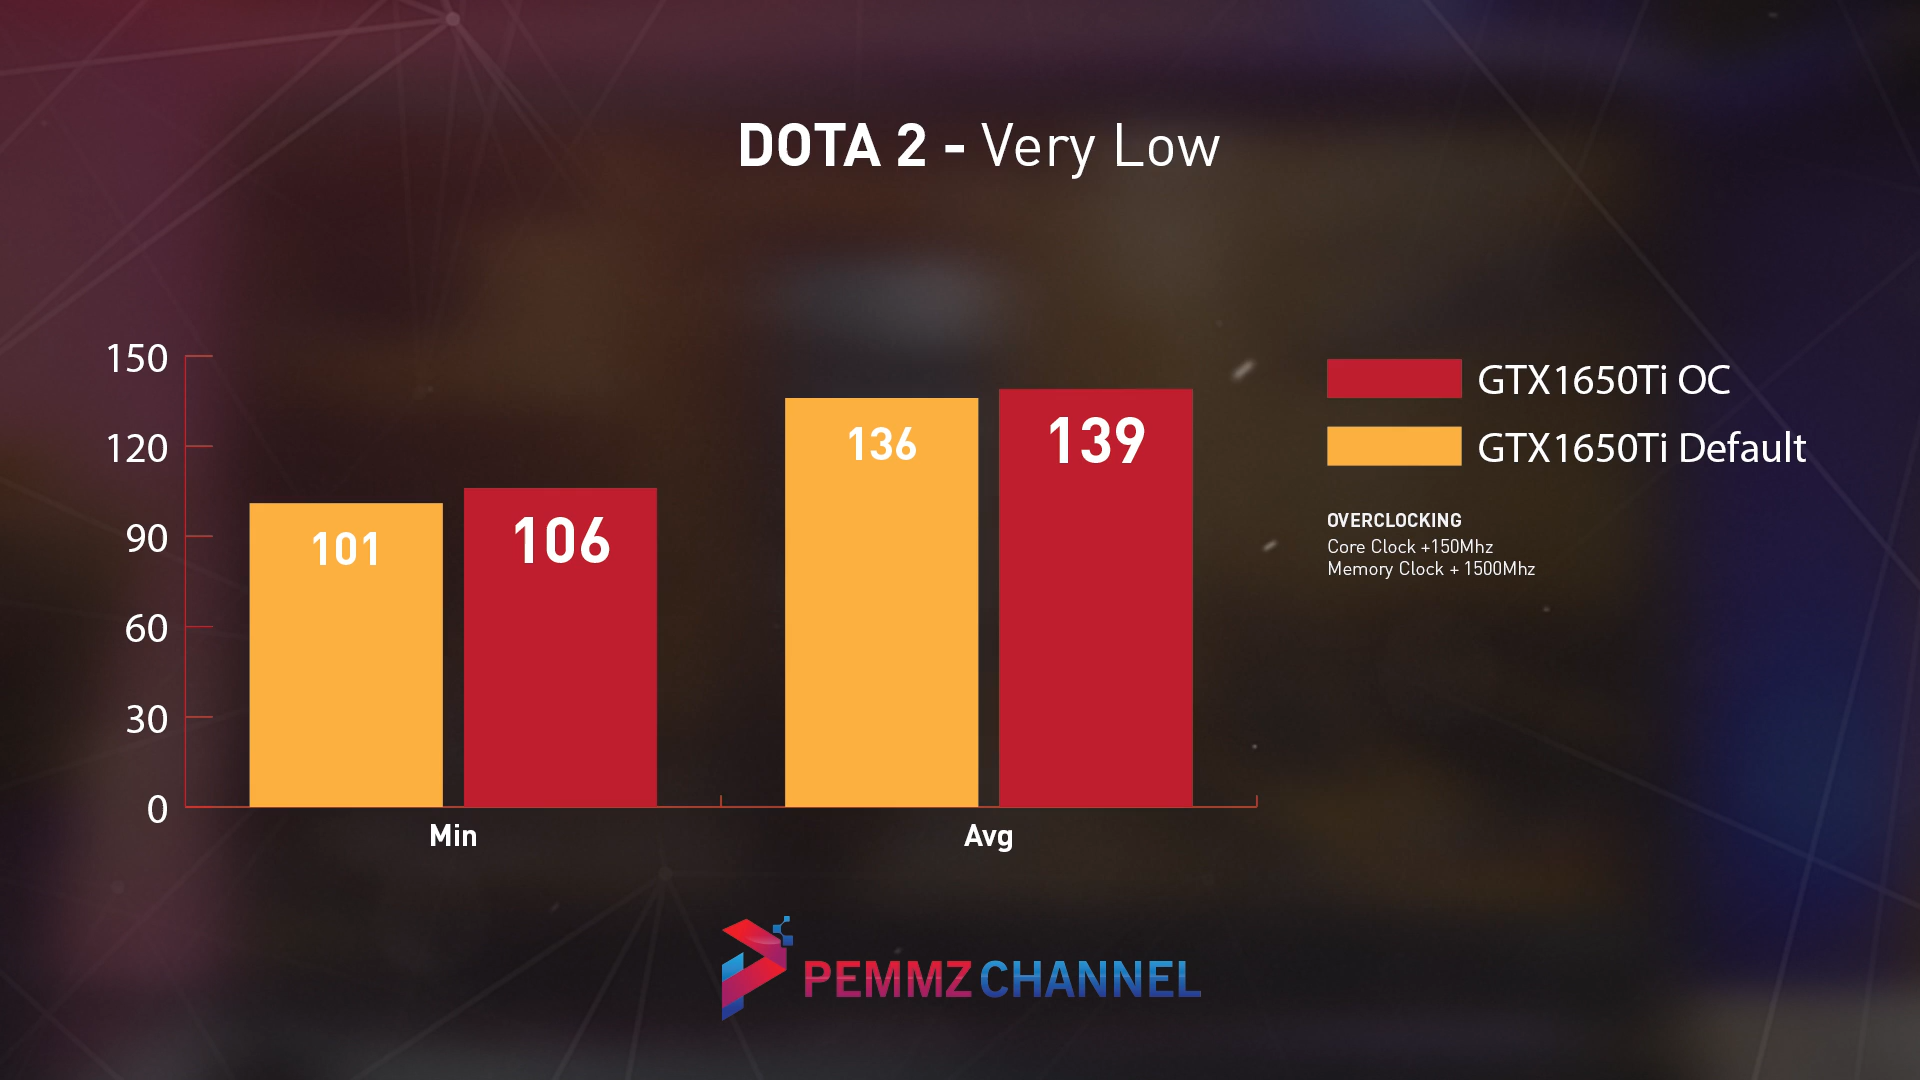 DOTA 2 - Very Low
150
120
90
60
30
0
101
106
136
139
Min
Avg
GTX1650Ti OC
GTX1650Ti Default
OVERCLOCKING
Core Clock +150Mhz
Memory Clock + 1500Mhz
PEMMZ CHANNEL